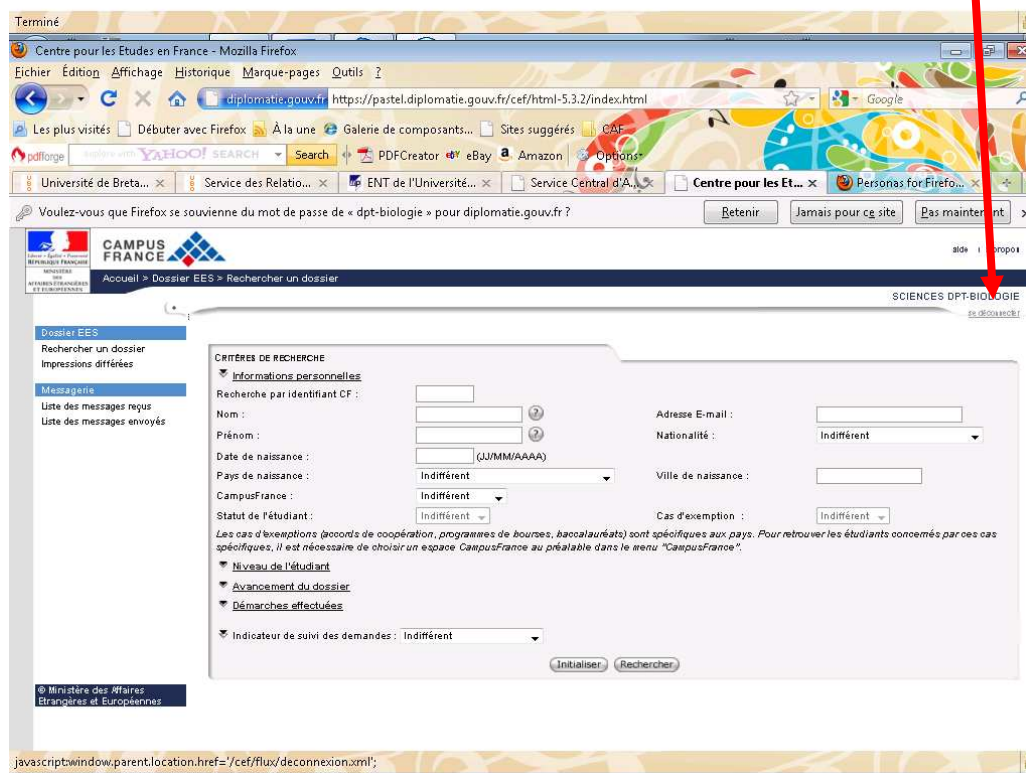 Terminé
Centre pour les Etudes en France - Mozilla Firefox
Eichier Édition Affichage Historique Marque-pages Outils ?
diplomatie.gouv.fr https://pastel.diplomatie.gouv.fr/cef/html-5.3.2/index.html
Google
Les plus visités Débuter avec Firefox À la une Galerie de composants... Sites suggérés CAF
pdfforge YAHOO! SEARCH Search PDFCreator eBay Amazon Options
Université de Breta... Service des Relatio... ENT de l'Université... Service Central d'A... Centre pour les Et... Personas for Firefo...
Voulez-vous que Firefox se souvienne du mot de passe de « dpt-biologie » pour diplomatie.gouv.fr ? Retenir Jamais pour ce site Pas maintenant
Liberté • Égalité • Fraternité
RÉPUBLIQUE FRANÇAISE
MINISTÈRE
DES
AFFAIRES ÉTRANGÈRES
ET EUROPÉENNES
CAMPUS
FRANCE
aide
Accueil > Dossier EES > Rechercher un dossier
SCIENCES DPT-BIOLOGIE
se déconnecter
Dossier EES
Rechercher un dossier
Impressions différées
Messagerie
Liste des messages reçus
Liste des messages envoyés
CRITÈRES DE RECHERCHE
Informations personnelles
Recherche par identifiant CF :
Nom : ? Adresse E-mail :
Prénom : ? Nationalité : Indifférent
Date de naissance : (JJ/MM/AAAA)
Pays de naissance : Indifférent Ville de naissance :
CampusFrance : Indifférent
Statut de l'étudiant : Indifférent Cas d'exemption : Indifférent
Les cas d'exemptions (accords de coopération, programmes de bourses, baccalauréats) sont spécifiques aux pays. Pour retrouver les étudiants concernés par ces cas
spécifiques, il est nécessaire de choisir un espace CampusFrance au préalable dans le menu "CampusFrance".
Niveau de l'étudiant
Avancement du dossier
Démarches effectuées
Indicateur de suivi des demandes : Indifférent
Initialiser Rechercher
® Ministère des Affaires
Etrangères et Européennes
javascript:window.parent.location.href='/cef/flux/deconnexion.xml';